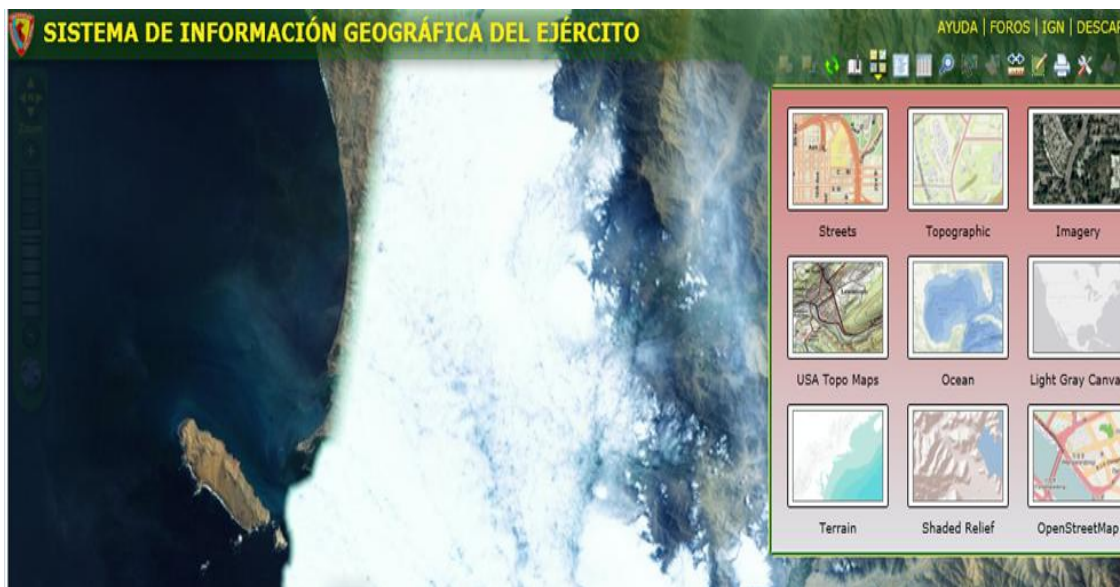 SISTEMA DE INFORMACIÓN GEOGRÁFICA DEL EJÉRCITO
AYUDA | FOROS | IGN | DESCAR
Streets
Topographic
Imagery
USA Topo Maps
Ocean
Light Gray Canva
Terrain
Shaded Relief
OpenStreetMap